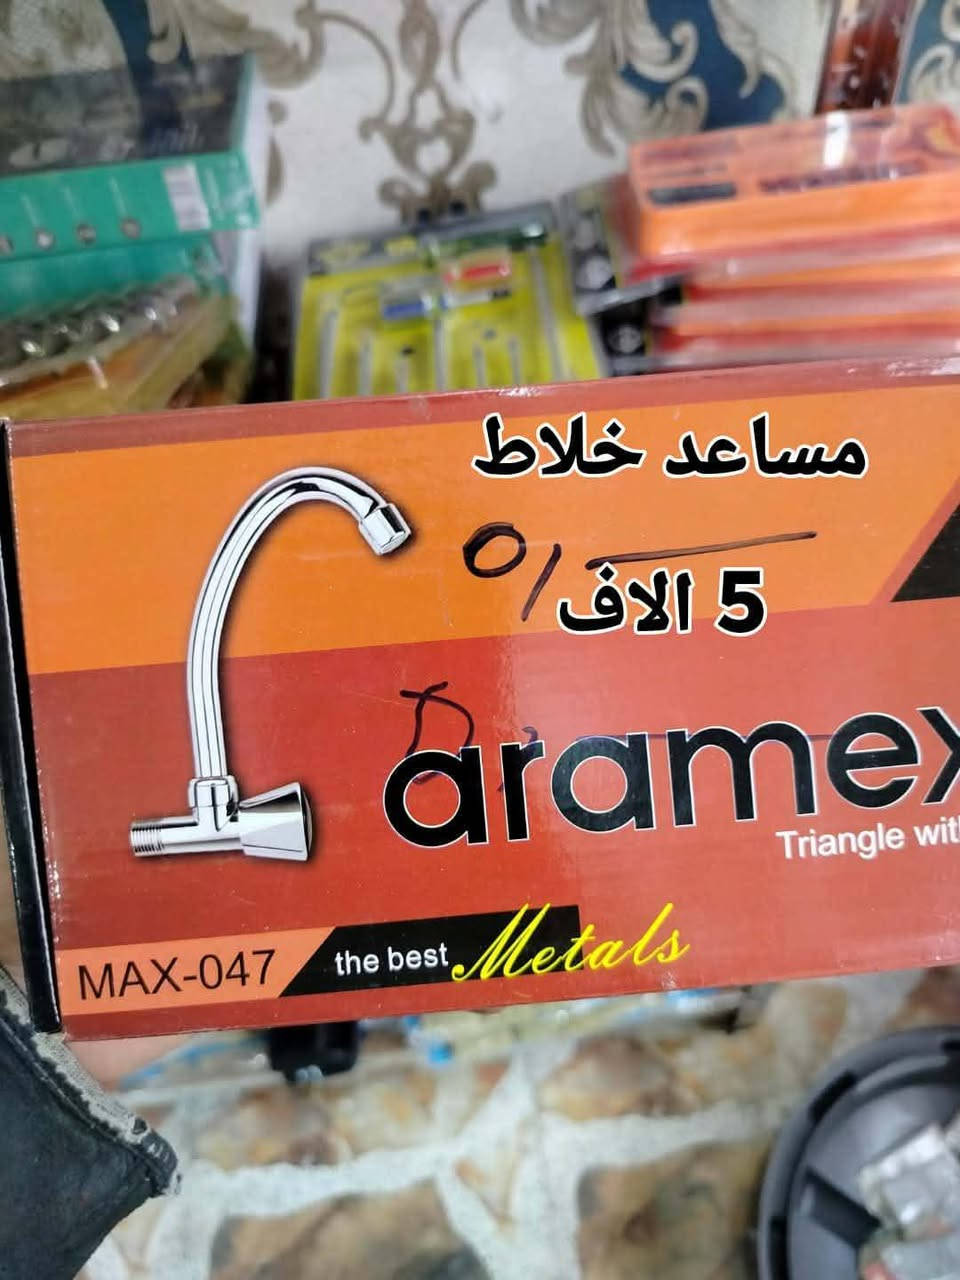 مساعد خلاط
٥,
5 الاف
aramex
Triangle with
MAX-047
the best Metals